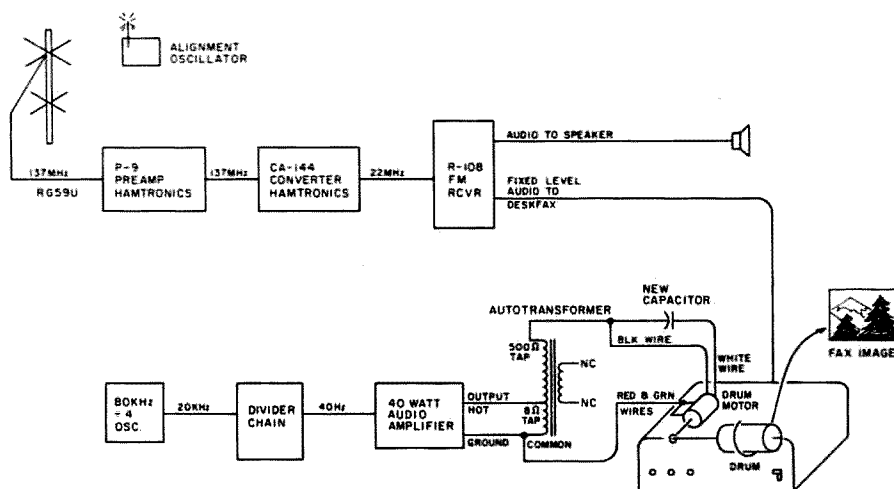 ALIGNMENT
OSCILLATOR
137MHz
RG59U
P-9
PREAMP
HAMTRONICS
137MHz
CA-144
CONVERTER
HAMTRONICS
22MHz
R-108
FM
RCVR
AUDIO TO SPEAKER
FIXED LEVEL
AUDIO TO
DESKFAX
NEW
CAPACITOR
AUTOTRANSFORMER
BLK WIRE
WHITE
WIRE
FAX IMAGE
500Ω
TAP
NC
NC
80KHz
÷4
OSC.
20KHz
DIVIDER
CHAIN
40Hz
40 WATT
AUDIO
AMPLIFIER
OUTPUT
HOT
8Ω
TAP
GROUND
COMMON
RED & GRN
WIRES
DRUM
MOTOR
DRUM